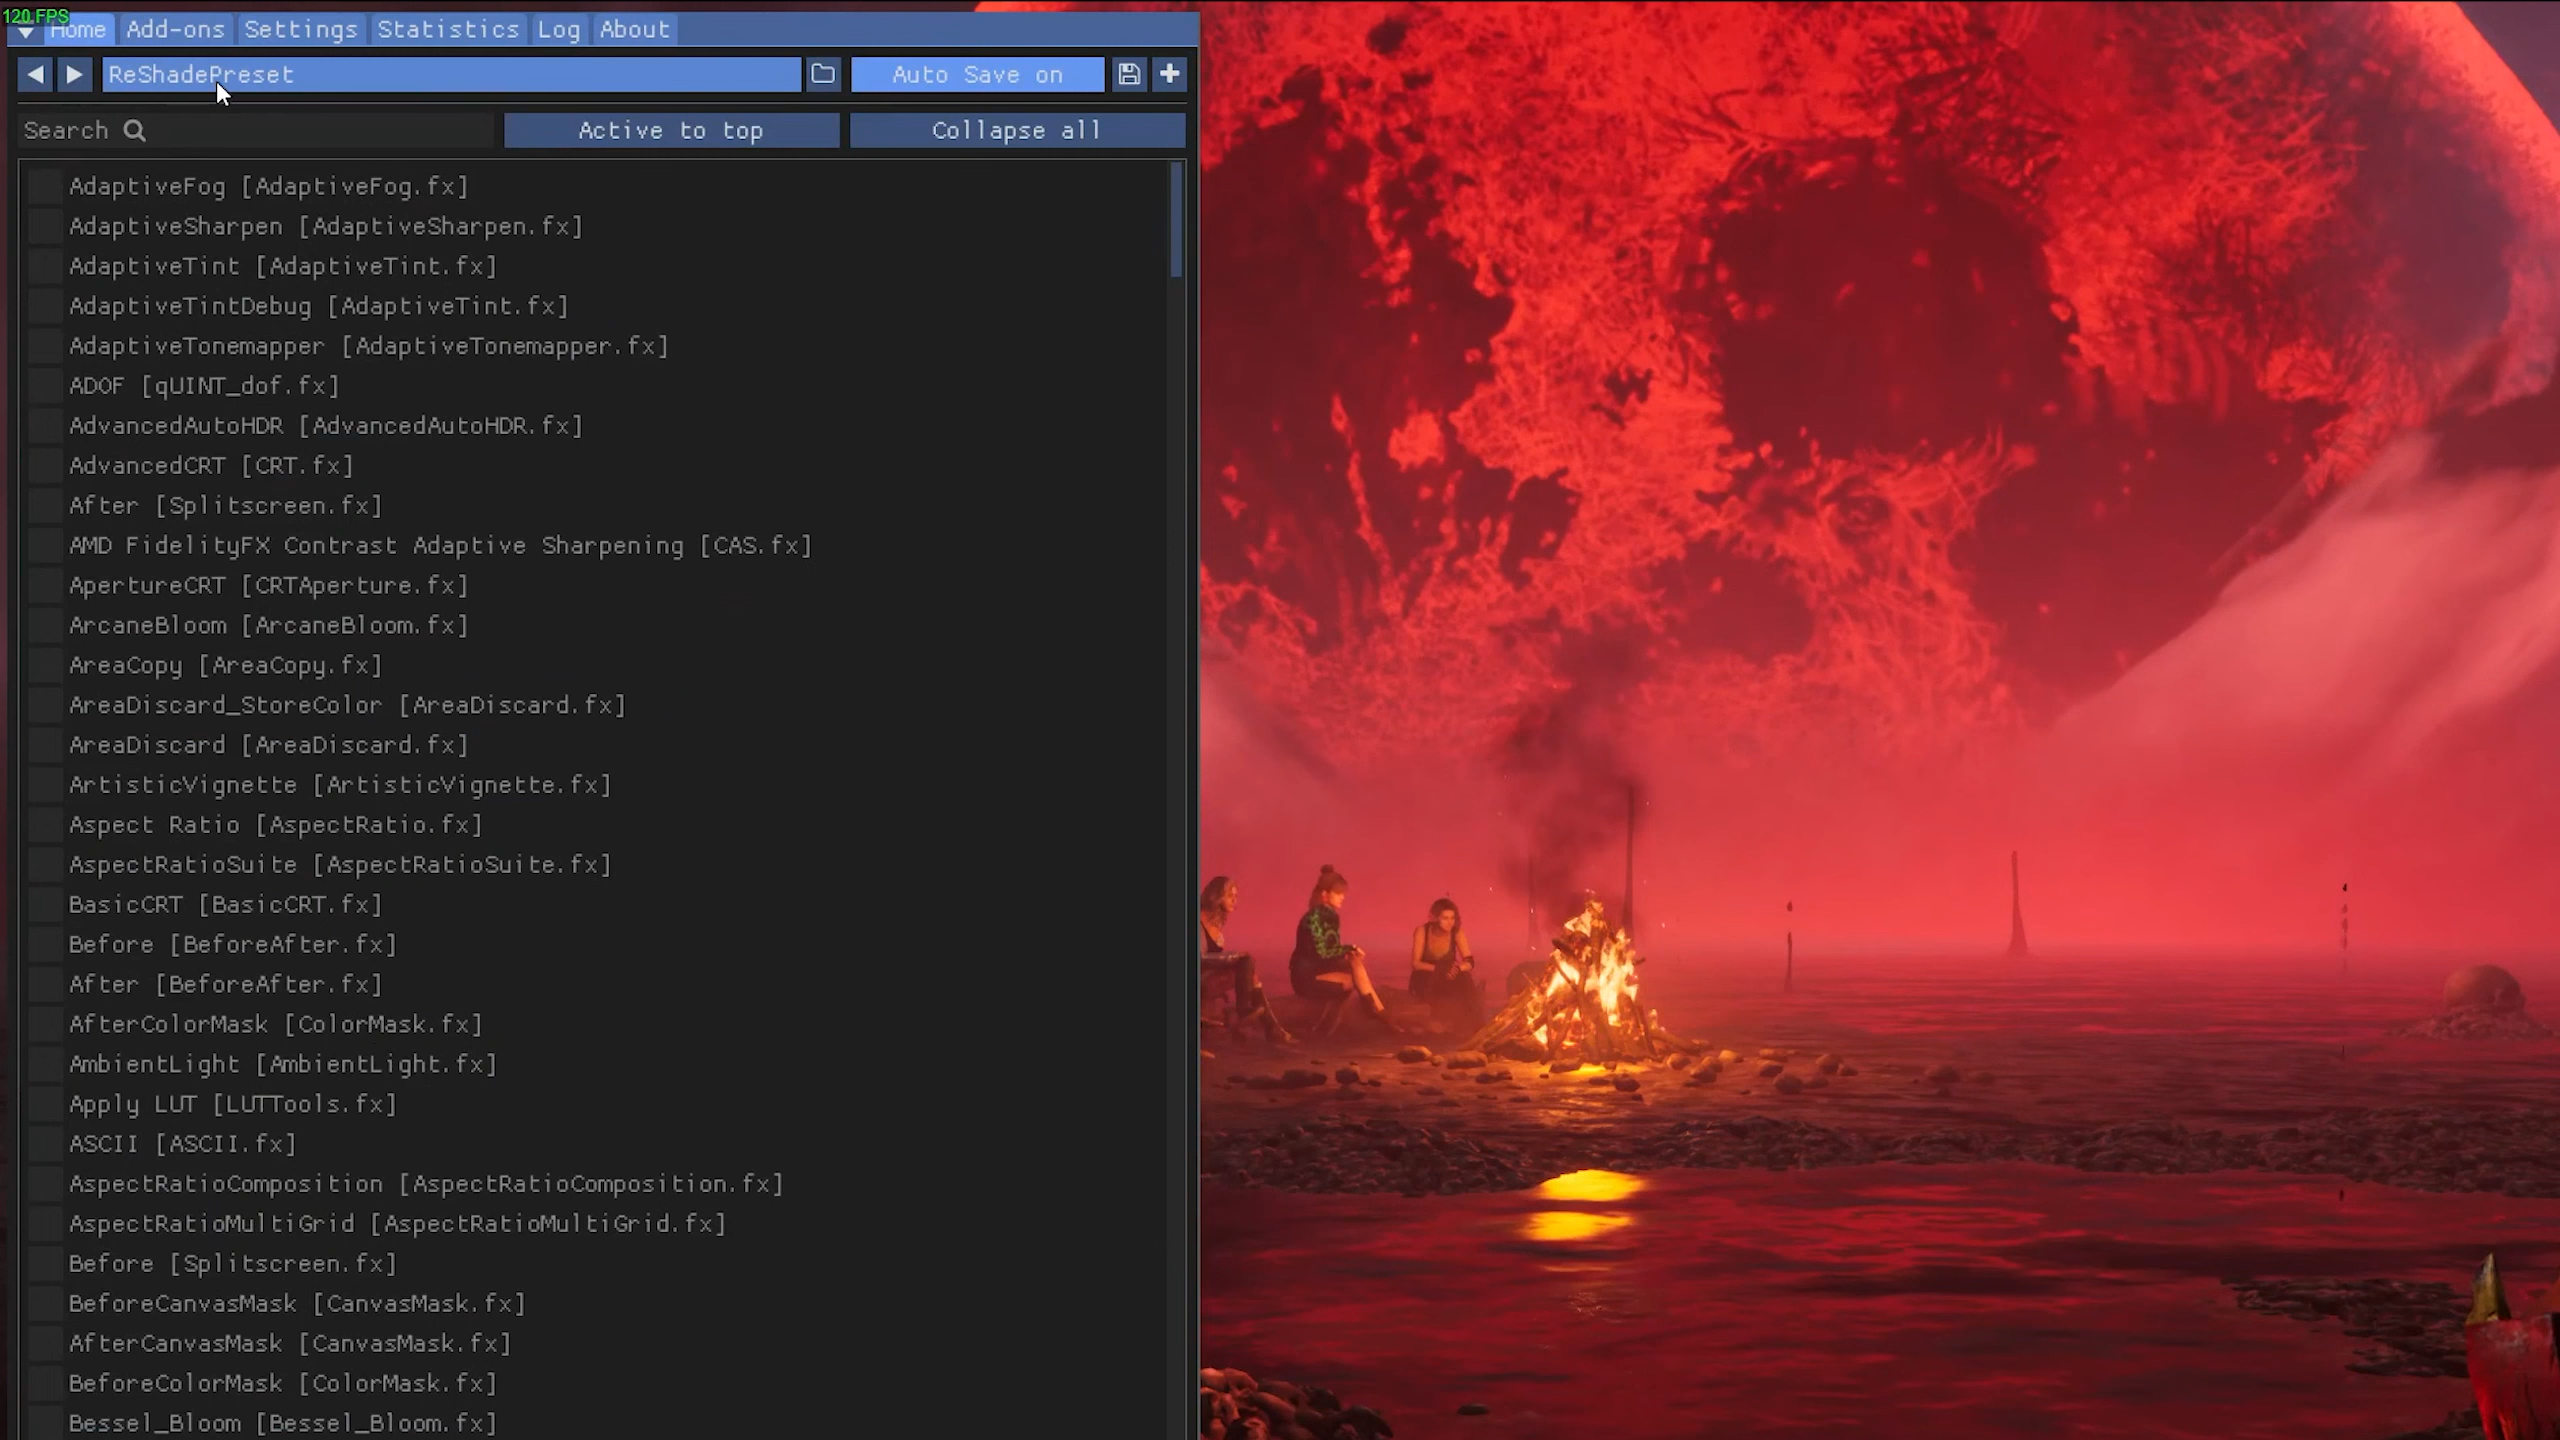 120 FPS
Home Add-ons Settings Statistics Log About
ReShadePreset Auto Save on
Search Active to top Collapse all
AdaptiveFog [AdaptiveFog.fx]
AdaptiveSharpen [AdaptiveSharpen.fx]
AdaptiveTint [AdaptiveTint.fx]
AdaptiveTintDebug [AdaptiveTint.fx]
AdaptiveTonemapper [AdaptiveTonemapper.fx]
ADOF [qUINT_dof.fx]
AdvancedAutoHDR [AdvancedAutoHDR.fx]
AdvancedCRT [CRT.fx]
After [Splitscreen.fx]
AMD FidelityFX Contrast Adaptive Sharpening [CAS.fx]
ApertureCRT [CRTAperture.fx]
ArcaneBloom [ArcaneBloom.fx]
AreaCopy [AreaCopy.fx]
AreaDiscard_StoreColor [AreaDiscard.fx]
AreaDiscard [AreaDiscard.fx]
ArtisticVignette [ArtisticVignette.fx]
Aspect Ratio [AspectRatio.fx]
AspectRatioSuite [AspectRatioSuite.fx]
BasicCRT [BasicCRT.fx]
Before [BeforeAfter.fx]
After [BeforeAfter.fx]
AfterColorMask [ColorMask.fx]
AmbientLight [AmbientLight.fx]
Apply LUT [LUTTools.fx]
ASCII [ASCII.fx]
AspectRatioComposition [AspectRatioComposition.fx]
AspectRatioMultiGrid [AspectRatioMultiGrid.fx]
Before [Splitscreen.fx]
BeforeCanvasMask [CanvasMask.fx]
AfterCanvasMask [CanvasMask.fx]
BeforeColorMask [ColorMask.fx]
Bessel_Bloom [Bessel_Bloom.fx]